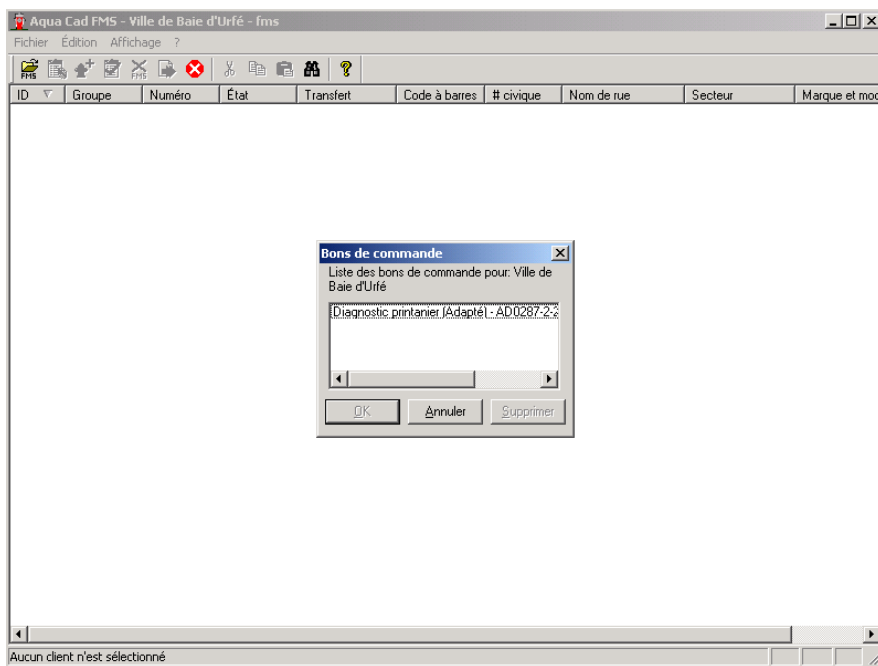 Aqua Cad FMS - Ville de Baie d'Urfé - fms
Fichier Édition Affichage ?
FMS FMS
ID Groupe Numéro État Transfert Code à barres # civique Nom de rue Secteur Marque et mod
Bons de commande
Liste des bons de commande pour: Ville de
Baie d'Urfé
Diagnostic printanier (Adapté) - AD0287-2-2
OK Annuler Supprimer
Aucun client n'est sélectionné